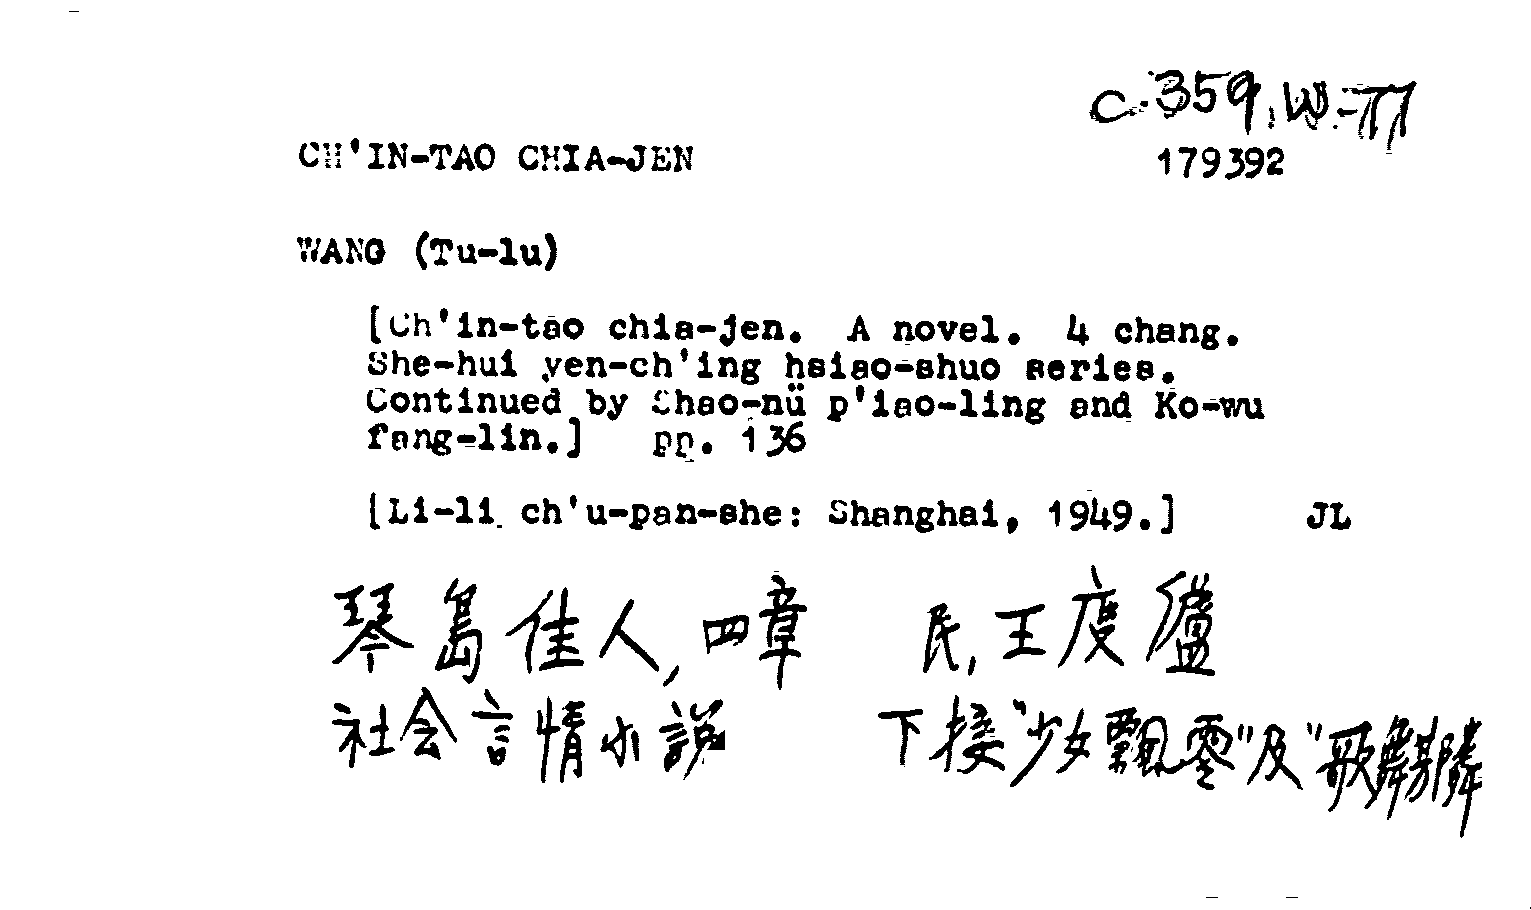 C.359.W.-77
CH'IN-TAO CHIA-JEN
179392
WANG (Tu-lu)
[Ch'in-tao chia-jen. A novel. 4 chang.
She-hui yen-ch'ing hsiao-shuo series.
Continued by Shao-nü p'iao-ling and Ko-wu
fang-lin.] pp. 136
[Li-li ch'u-pan-she: Shanghai, 1949.] JL
琴島佳人, 四章 民, 王度儘
社会言情小說 下接"少女飄零"及"歌舞芳隣